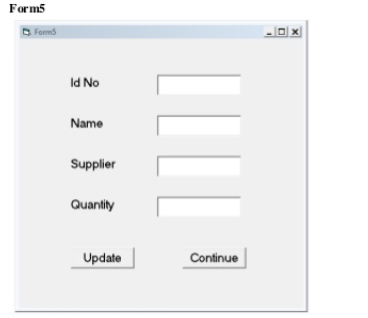 Form5
Form5
Id No
Name
Supplier
Quantity
Update Continue